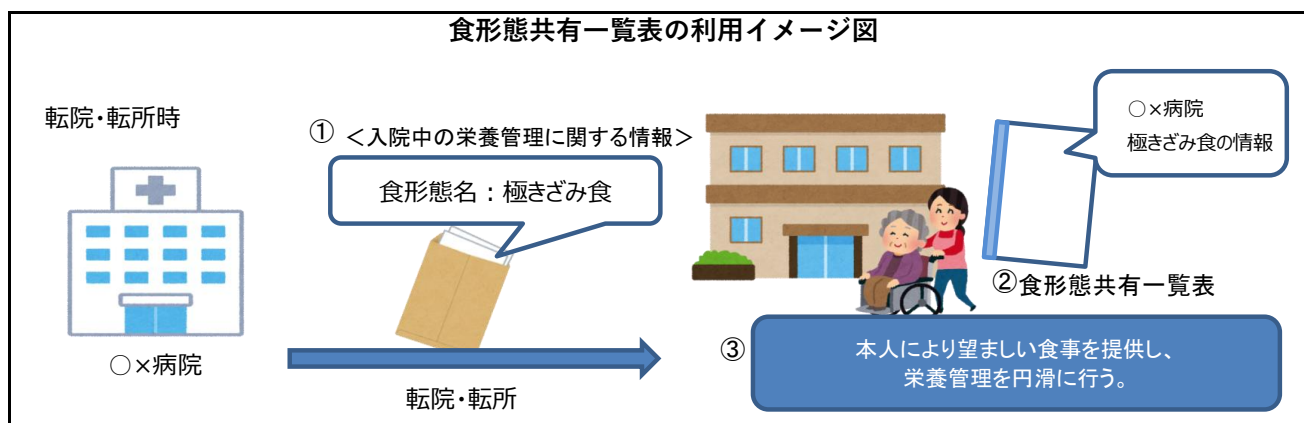 食形態共有一覧表の利用イメージ図
転院・転所時
① <入院中の栄養管理に関する情報>
食形態名：極きざみ食
○×病院
転院・転所
○×病院
極きざみ食の情報
②食形態共有一覧表
③
本人により望ましい食事を提供し、
栄養管理を円滑に行う。